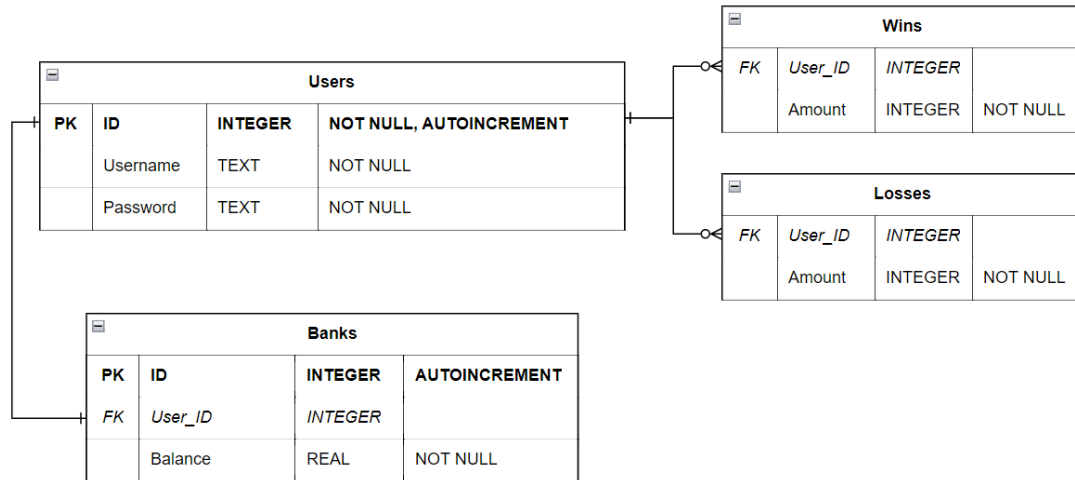 Users
PK ID INTEGER NOT NULL, AUTOINCREMENT
Username TEXT NOT NULL
Password TEXT NOT NULL
Wins
FK User_ID INTEGER
Amount INTEGER NOT NULL
Losses
FK User_ID INTEGER
Amount INTEGER NOT NULL
Banks
PK ID INTEGER AUTOINCREMENT
FK User_ID INTEGER
Balance REAL NOT NULL